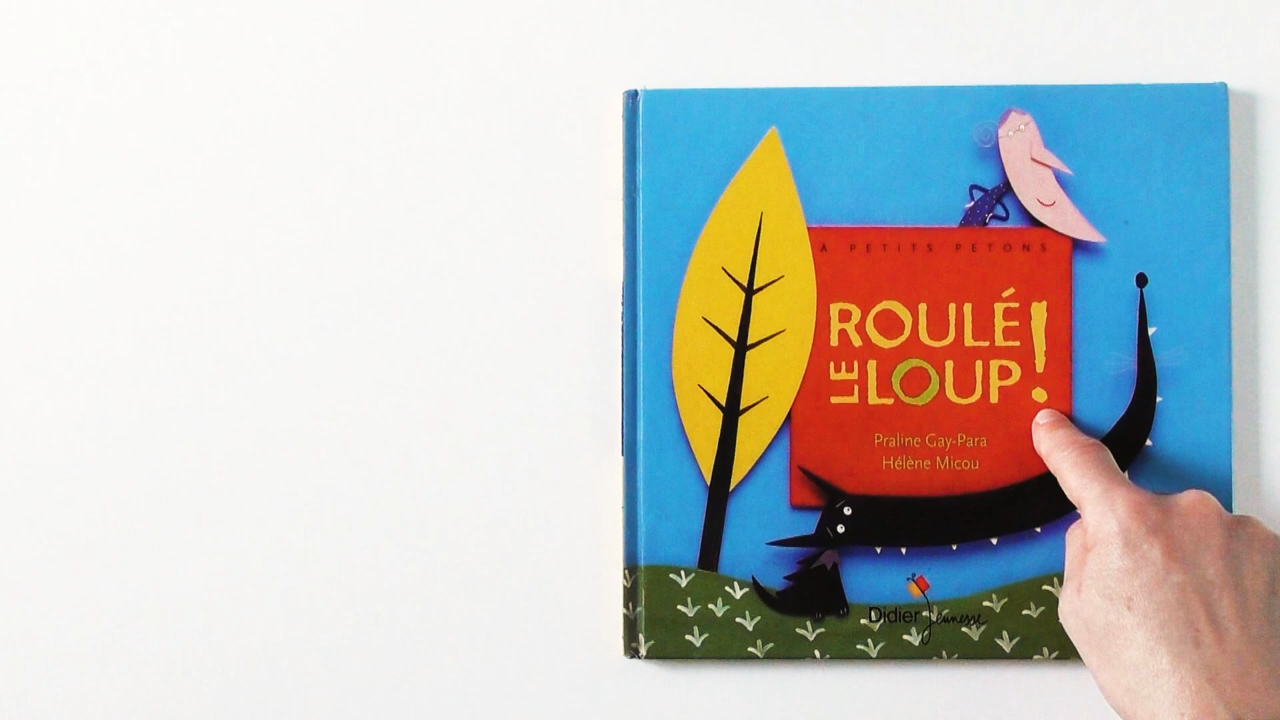 A PETITS PETONS
ROULÉ
LE LOUP!
Praline Gay-Para
Hélène Micou
Didier Jeunesse